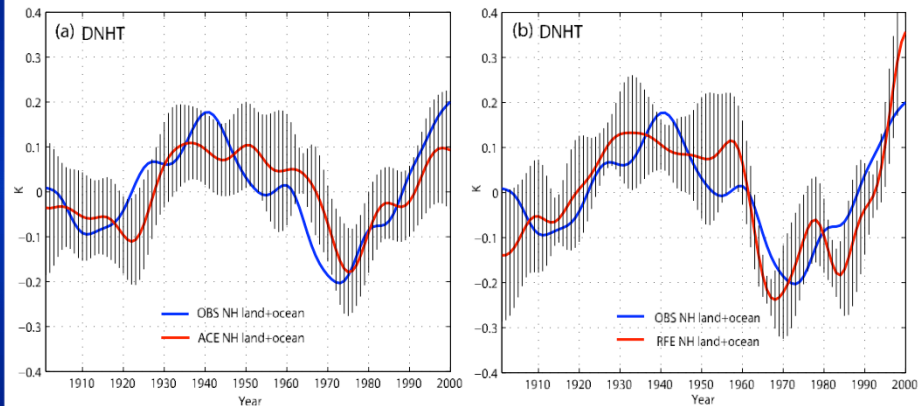 (a) DNHT
0.4
0.3
0.2
0.1
0
−0.1
−0.2
−0.3
−0.4
K
OBS NH land+ocean
ACE NH land+ocean
1910 1920 1930 1940 1950 1960 1970 1980 1990 2000
Year
(b) DNHT
0.4
0.3
0.2
0.1
0
−0.1
−0.2
−0.3
−0.4
K
OBS NH land+ocean
RFE NH land+ocean
1910 1920 1930 1940 1950 1960 1970 1980 1990 2000
Year